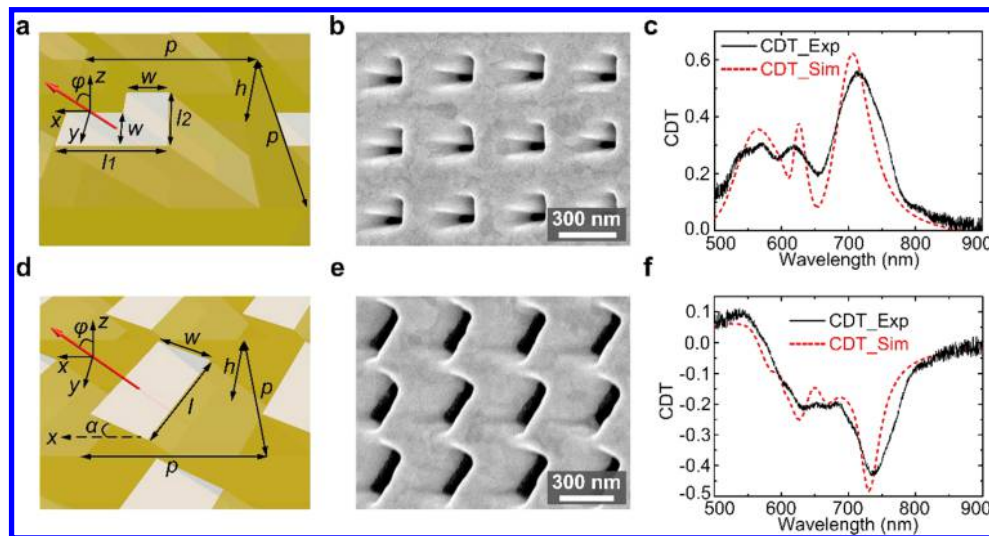 a
p
φ
z
w
h
x
y
w
l2
p
l1
b
300 nm
c
CDT_Exp
CDT_Sim
0.6
0.4
0.2
0.0
CDT
500 600 700 800 900
Wavelength (nm)
d
φ
z
w
h
x
y
p
l
x
α
p
e
300 nm
f
CDT_Exp
CDT_Sim
0.1
0.0
-0.1
-0.2
-0.3
-0.4
-0.5
CDT
500 600 700 800 900
Wavelength (nm)